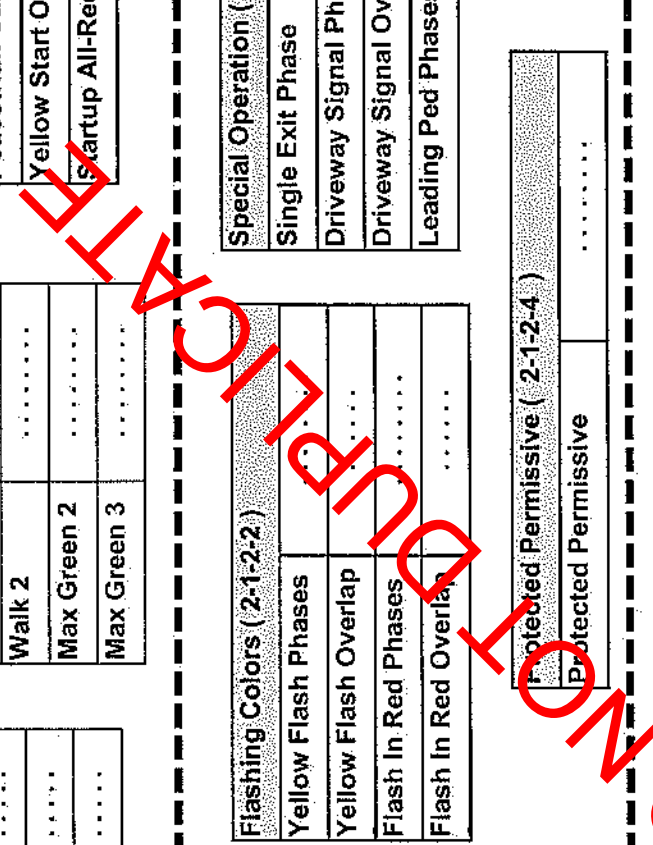 Walk 2 . . . . . . .
Max Green 2 . . . . . . .
Max Green 3 . . . . . . .
Yellow Start O
Startup All-Red
Flashing Colors ( 2-1-2-2 )
Yellow Flash Phases
Yellow Flash Overlap
Flash In Red Phases
Flash In Red Overlap
Special Operation (
Single Exit Phase
Driveway Signal Ph
Driveway Signal Ov
Leading Ped Phase
Protected Permissive ( 2-1-2-4 )
Protected Permissive
NOT DUPLICATE